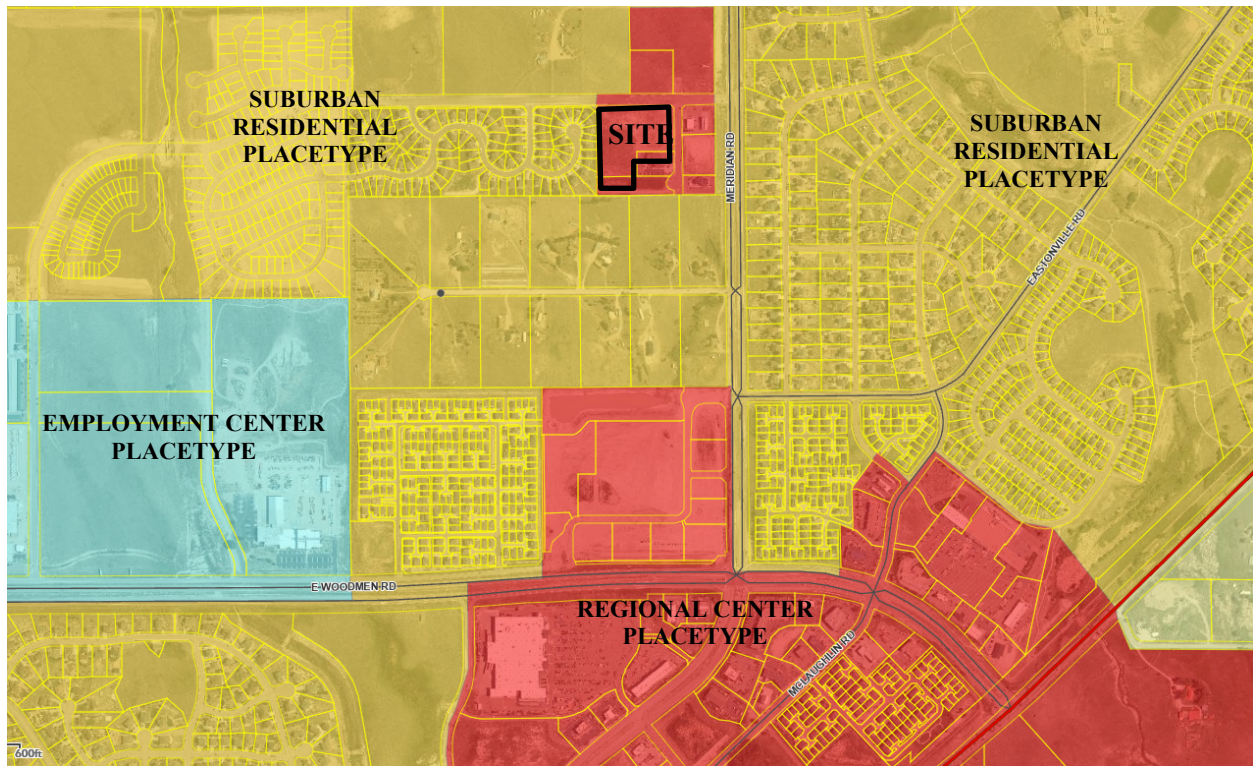 SUBURBAN
RESIDENTIAL
PLACETYPE
SITE
MERIDIAN RD
SUBURBAN
RESIDENTIAL
PLACETYPE
EASTONVILLE RD
EMPLOYMENT CENTER
PLACETYPE
E WOODMEN RD
REGIONAL CENTER
PLACETYPE
MCLAUGHLIN RD
600ft